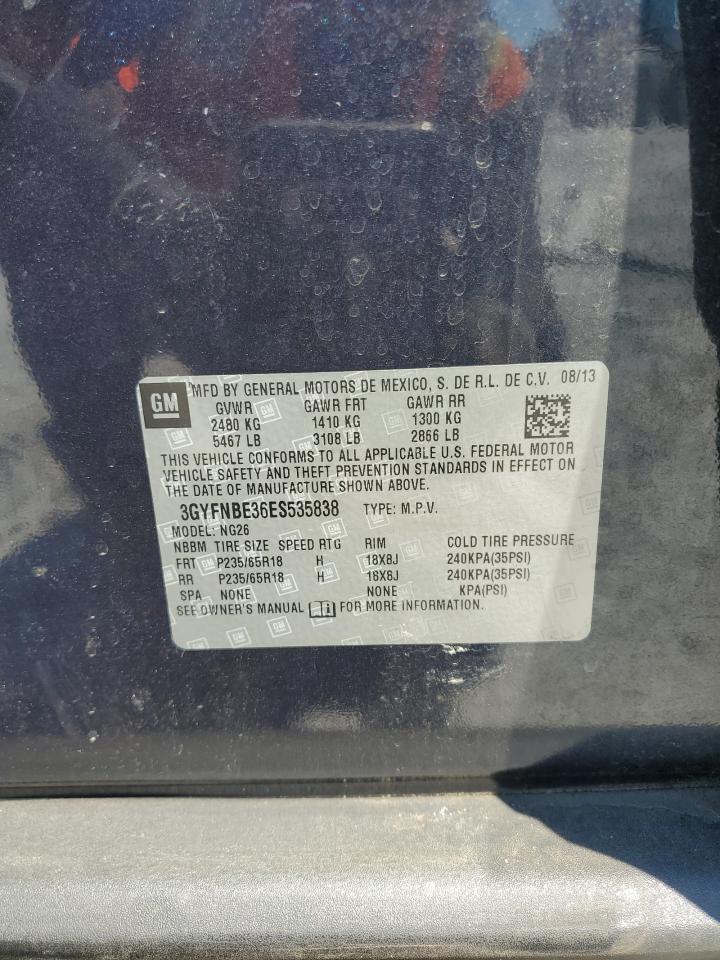 GM MFD BY GENERAL MOTORS DE MEXICO, S. DE R.L. DE C.V. 08/13
GVWR GAWR FRT GAWR RR
2480 KG 1410 KG 1300 KG
5467 LB 3108 LB 2866 LB
THIS VEHICLE CONFORMS TO ALL APPLICABLE U.S. FEDERAL MOTOR
VEHICLE SAFETY AND THEFT PREVENTION STANDARDS IN EFFECT ON
THE DATE OF MANUFACTURE SHOWN ABOVE.
3GYFNBE36ES535838 TYPE: M.P.V.
MODEL: NG26
NBBM TIRE SIZE SPEED RTG RIM COLD TIRE PRESSURE
FRT P235/65R18 H 18X8J 240KPA(35PSI)
RR P235/65R18 H 18X8J 240KPA(35PSI)
SPA NONE NONE KPA(PSI)
SEE OWNER'S MANUAL FOR MORE INFORMATION.